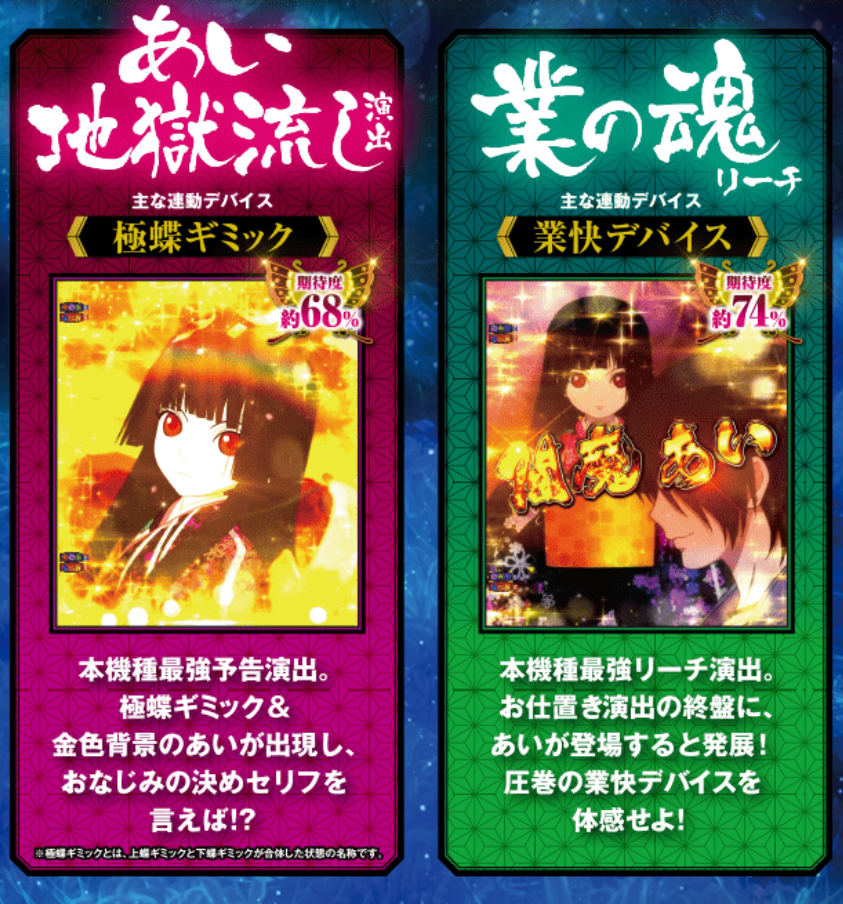 あい
地獄流し演出
主な連動デバイス
極蝶ギミック
期待度
約68%
本機種最強予告演出。
極蝶ギミック＆
金色背景のあいが出現し、
おなじみの決めセリフを
言えば!?
※極蝶ギミックとは、上蝶ギミックと下蝶ギミックが合体した状態の名称です。
業の魂
リーチ
主な連動デバイス
業快デバイス
期待度
約74%
閻魔あい
本機種最強リーチ演出。
お仕置き演出の終盤に、
あいが登場すると発展！
圧巻の業快デバイスを
体感せよ！